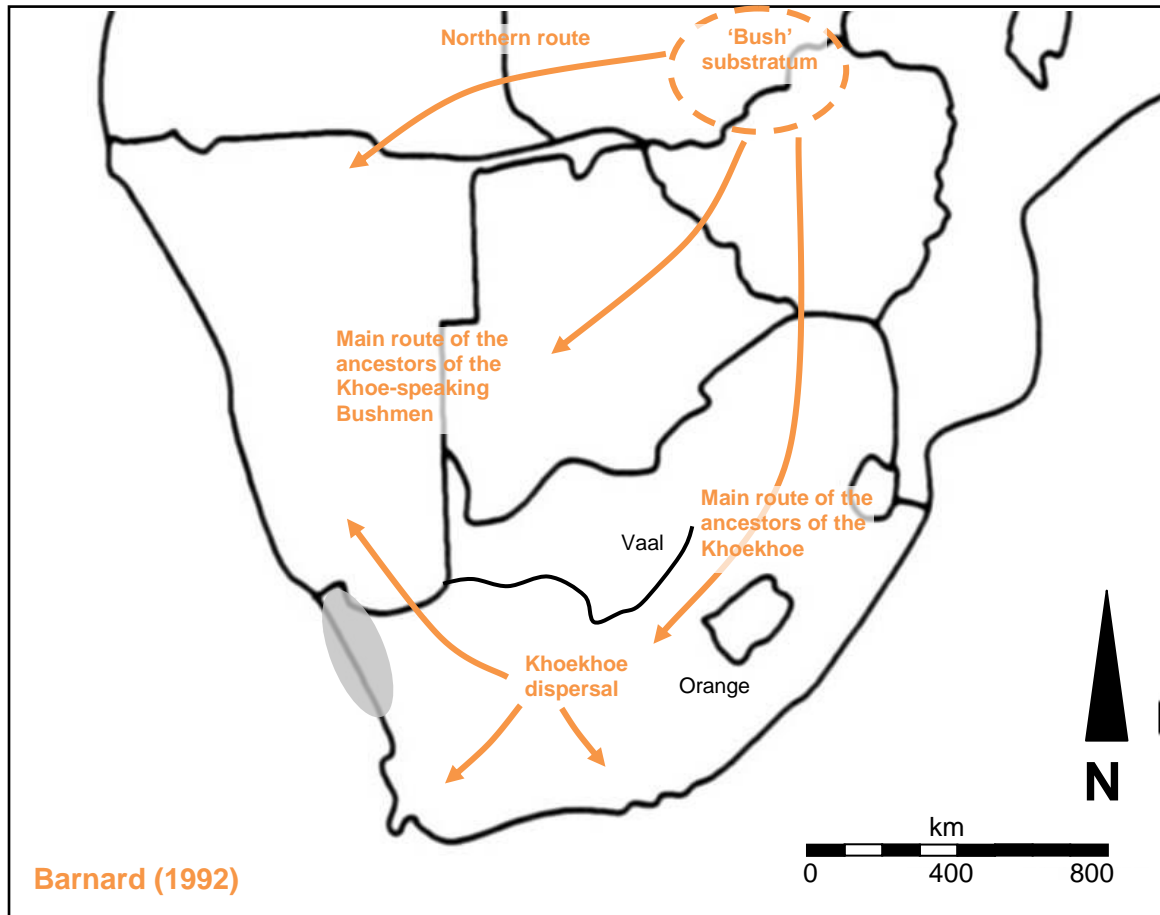 Northern route
‘Bush’
substratum
Main route of the
ancestors of the
Khoe-speaking
Bushmen
Main route of the
ancestors of the
Khoekhoe
Vaal
Khoekhoe
dispersal
Orange
N
km
0 400 800
Barnard (1992)